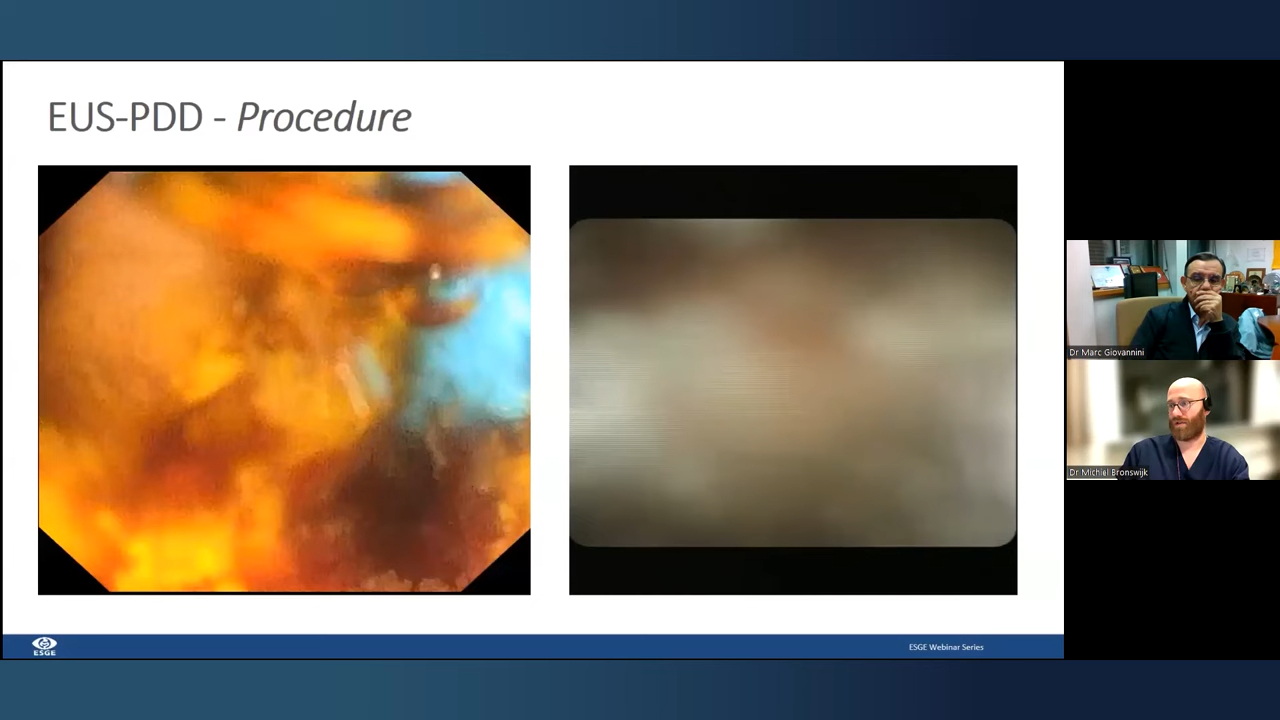 EUS-PDD - Procedure
Dr Marc Giovannini
Dr Michiel Bronswijk
ESGE
ESGE Webinar Series